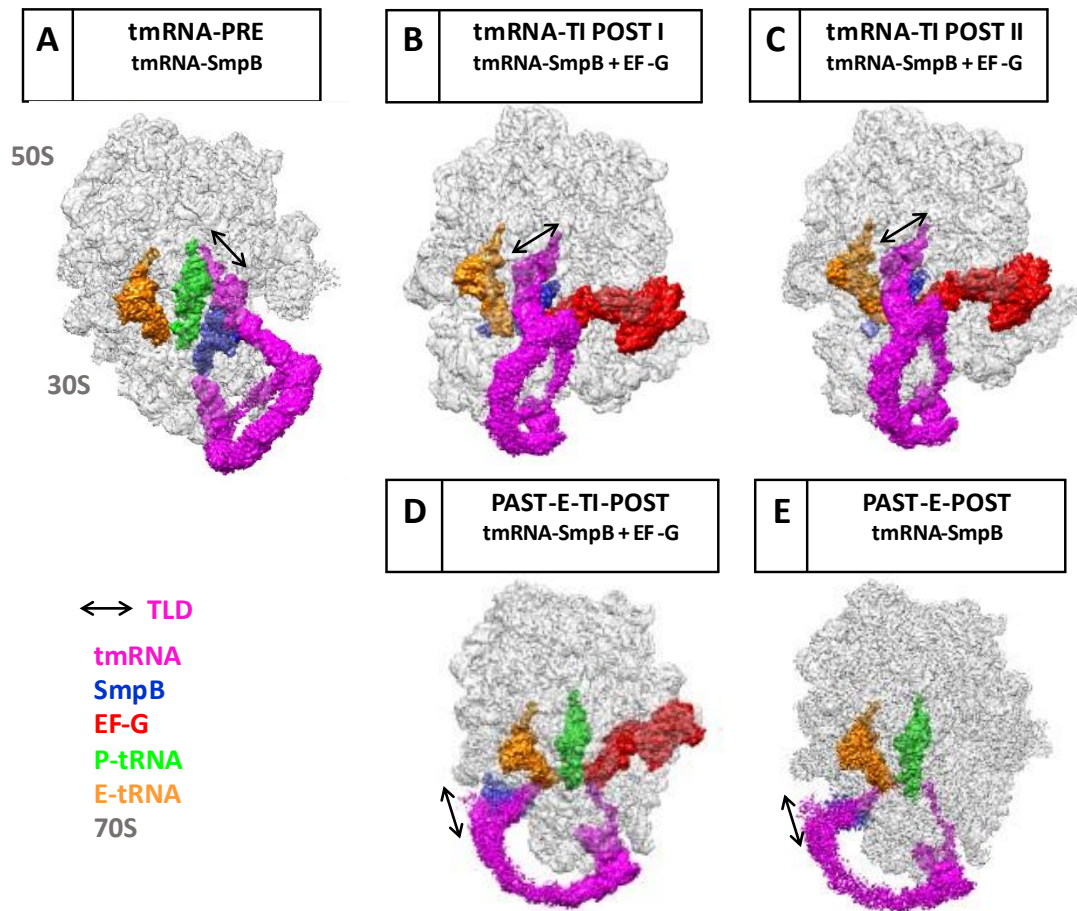 A
tmRNA-PRE
tmRNA-SmpB
B
tmRNA-TI POST I
tmRNA-SmpB + EF-G
C
tmRNA-TI POST II
tmRNA-SmpB + EF-G
50S
30S
D
PAST-E-TI-POST
tmRNA-SmpB + EF-G
E
PAST-E-POST
tmRNA-SmpB
TLD
tmRNA
SmpB
EF-G
P-tRNA
E-tRNA
70S